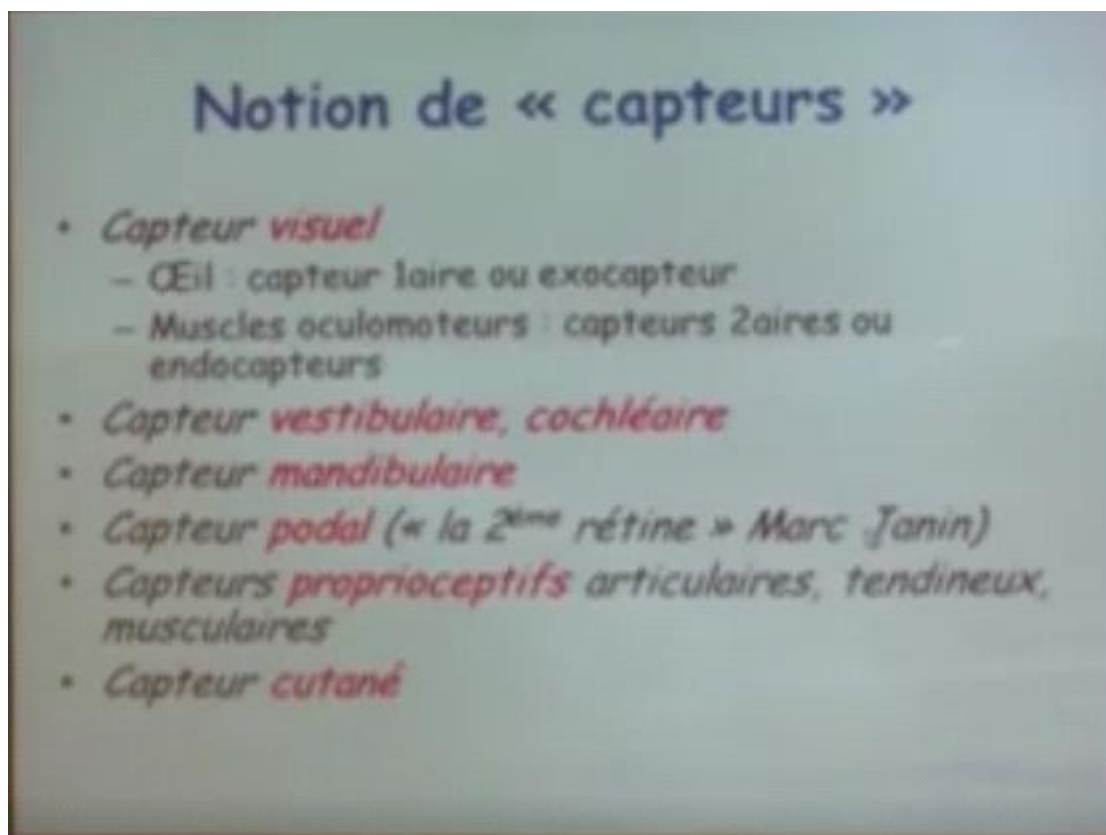 Notion de « capteurs »
• Capteur visuel
– Œil : capteur 1aire ou exocapteur
– Muscles oculomoteurs : capteurs 2aires ou
endocapteurs
• Capteur vestibulaire, cochléaire
• Capteur mandibulaire
• Capteur podal (« la 2ème rétine » Marc Janin)
• Capteurs proprioceptifs articulaires, tendineux,
musculaires
• Capteur cutané